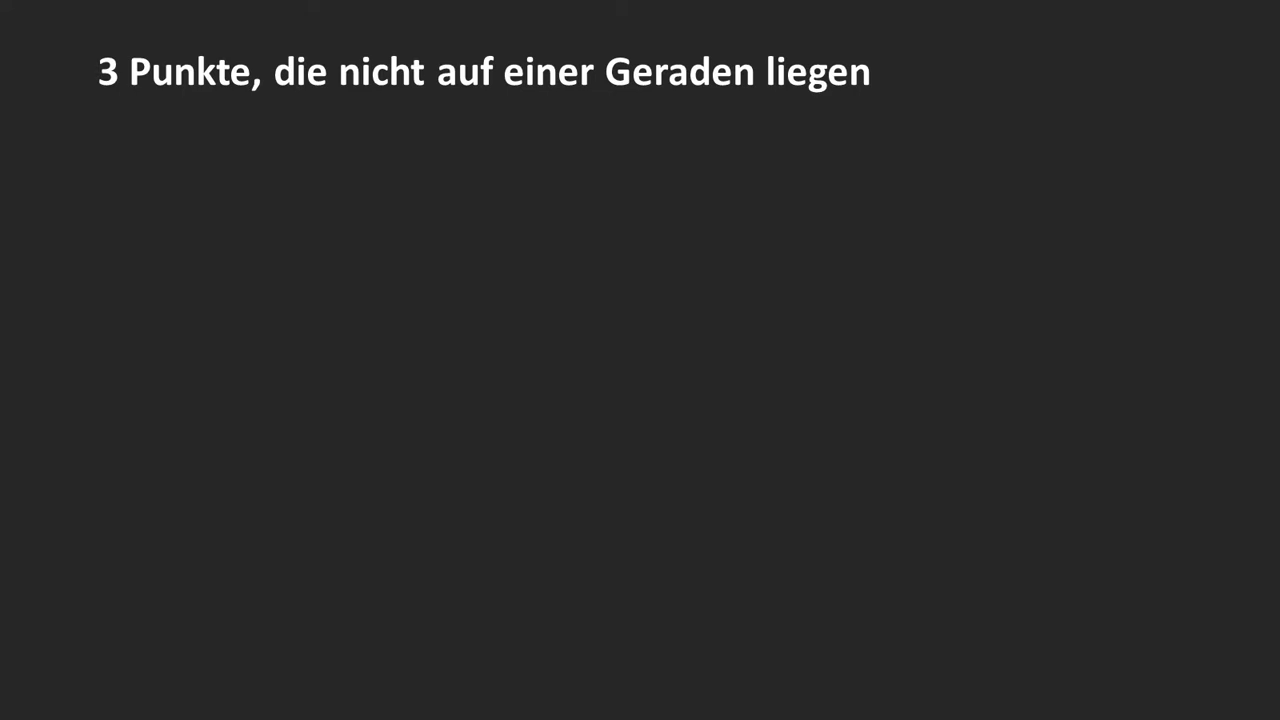 3 Punkte, die nicht auf einer Geraden liegen